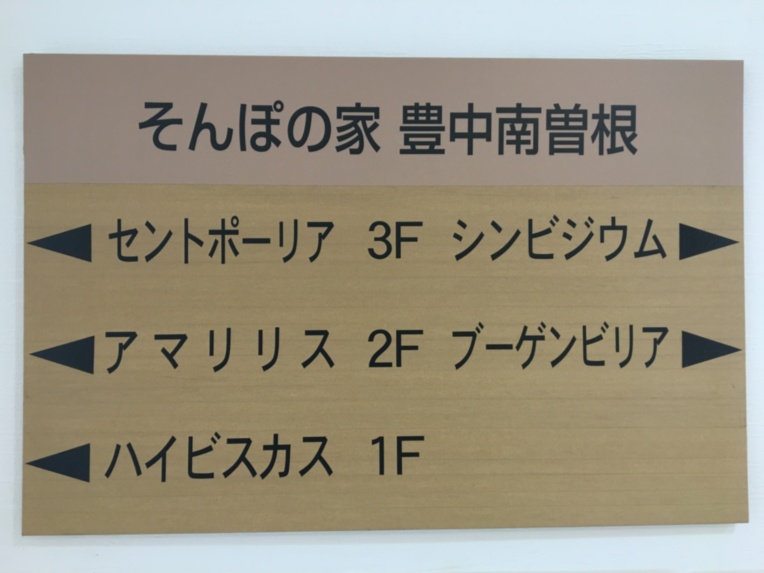 そんぽの家 豊中南曽根
セントポーリア 3F シンビジウム
アマリリス 2F ブーゲンビリア
ハイビスカス 1F